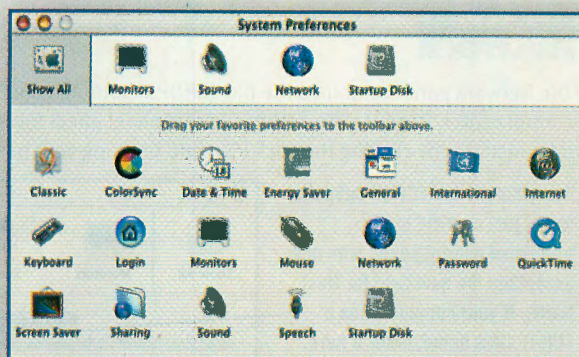 System Preferences
Show All Monitors Sound Network Startup Disk
Drag your favorite preferences to the toolbar above.
Classic ColorSync Date & Time Energy Saver General International Internet
Keyboard Login Monitors Mouse Network Password QuickTime
Screen Saver Sharing Sound Speech Startup Disk